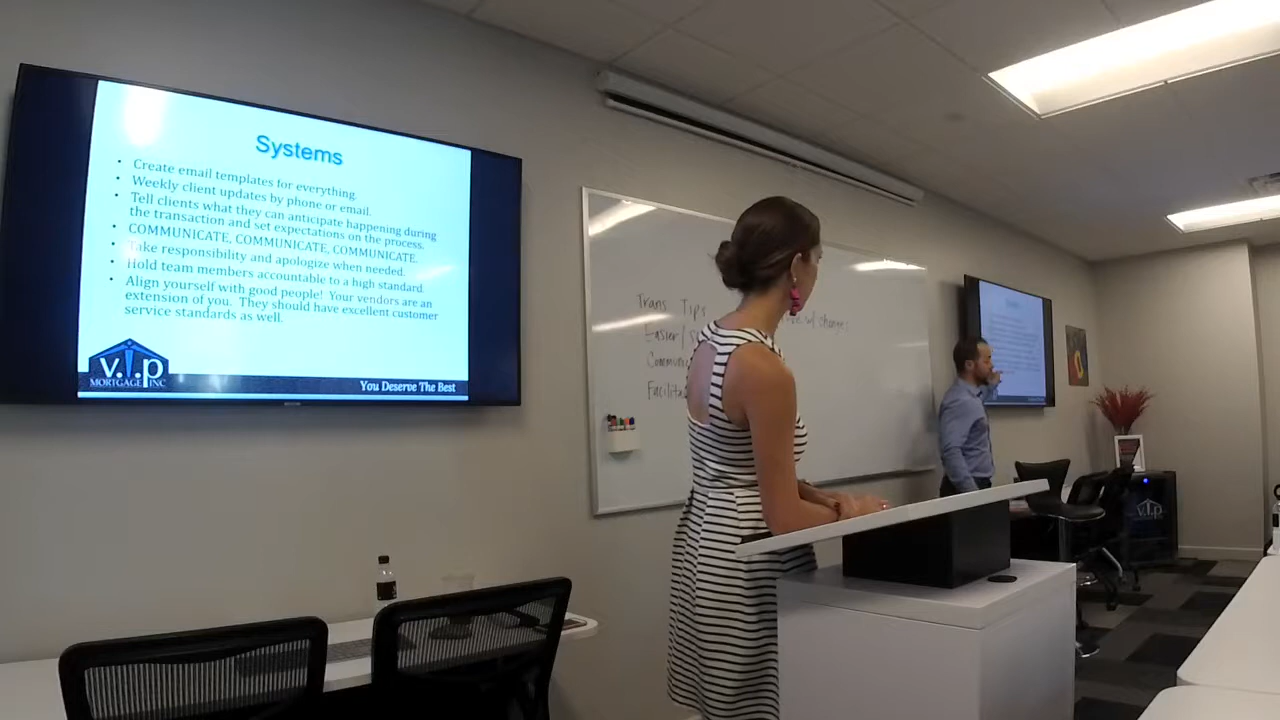 Systems
• Create email templates for everything.
• Weekly client updates by phone or email.
• Tell clients what they can anticipate happening during
the transaction and set expectations on the process.
• COMMUNICATE, COMMUNICATE, COMMUNICATE.
• Take responsibility and apologize when needed.
• Hold team members accountable to a high standard.
• Align yourself with good people! Your vendors are an
extension of you. They should have excellent customer
service standards as well.
v.i.p
MORTGAGE INC
You Deserve The Best
Trans Tips
w/ changes
Easier/
v.i.p